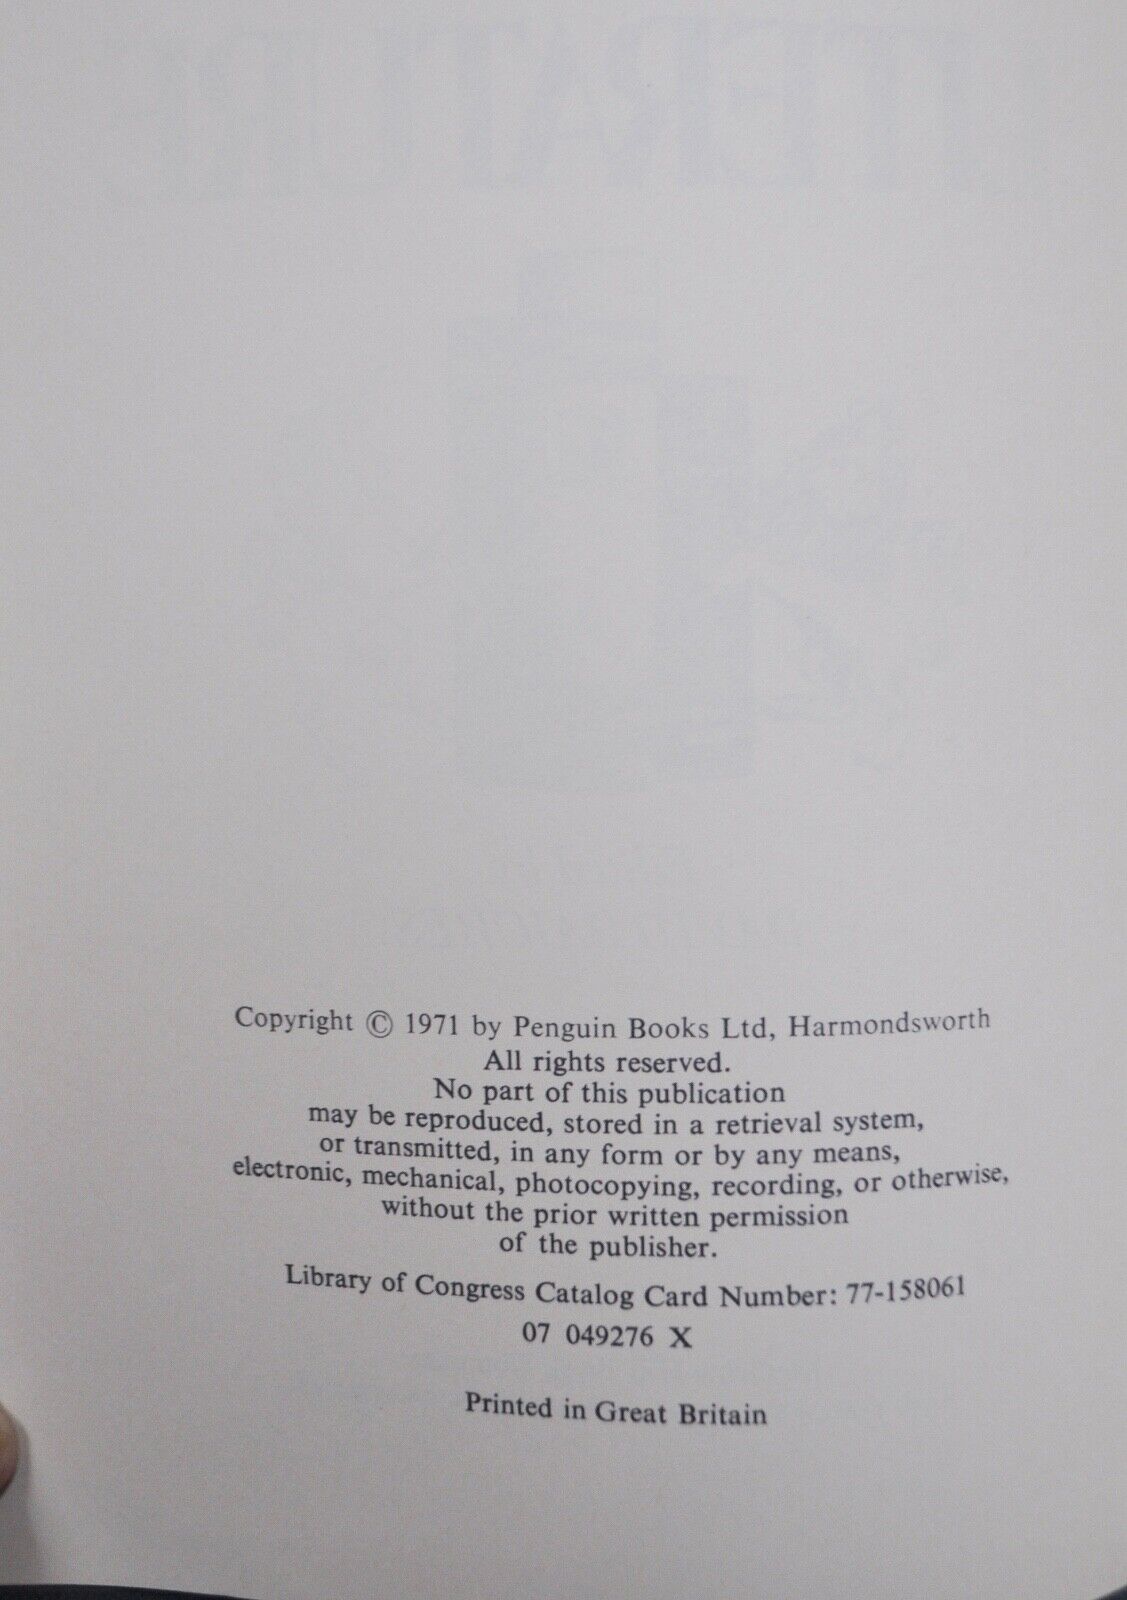 Copyright © 1971 by Penguin Books Ltd, Harmondsworth
All rights reserved.
No part of this publication
may be reproduced, stored in a retrieval system,
or transmitted, in any form or by any means,
electronic, mechanical, photocopying, recording, or otherwise,
without the prior written permission
of the publisher.
Library of Congress Catalog Card Number: 77-158061
07 049276 X
Printed in Great Britain